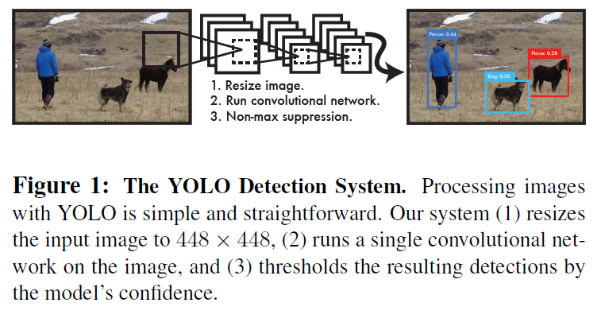 Person: 0.64
Horse: 0.28
Dog: 0.30
1. Resize image.
2. Run convolutional network.
3. Non-max suppression.
Figure 1: The YOLO Detection System. Processing images
with YOLO is simple and straightforward. Our system (1) resizes
the input image to 448 × 448, (2) runs a single convolutional net-
work on the image, and (3) thresholds the resulting detections by
the model’s confidence.